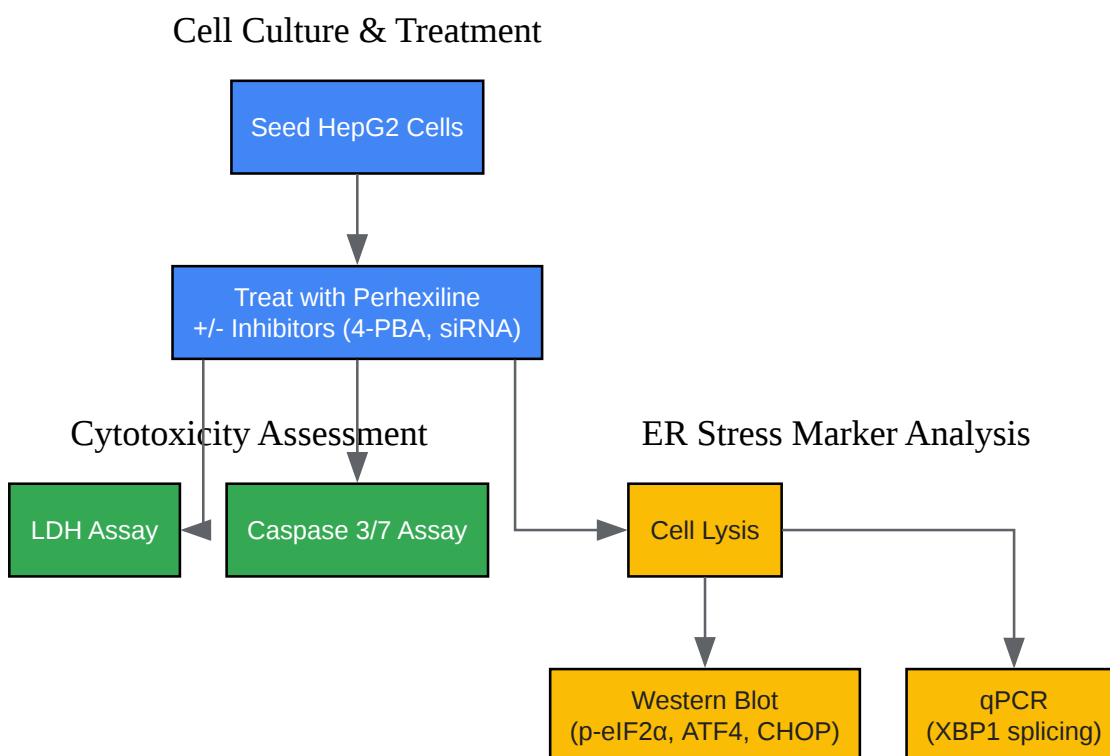 Cell Culture & Treatment
Seed HepG2 Cells
Treat with Perhexiline
+/- Inhibitors (4-PBA, siRNA)
Cytotoxicity Assessment
ER Stress Marker Analysis
LDH Assay
Caspase 3/7 Assay
Cell Lysis
Western Blot
(p-eIF2α, ATF4, CHOP)
qPCR
(XBP1 splicing)